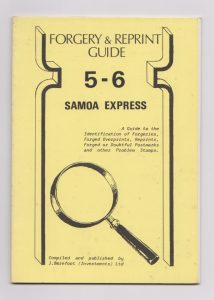 FORGERY & REPRINT
GUIDE
5-6
SAMOA EXPRESS
A Guide to the
Identification of Forgeries,
Forged Overprints, Reprints,
Forged or Doubtful Postmarks
and other Problem Stamps.
Compiled and published by
J.Barefoot (Investments) Ltd